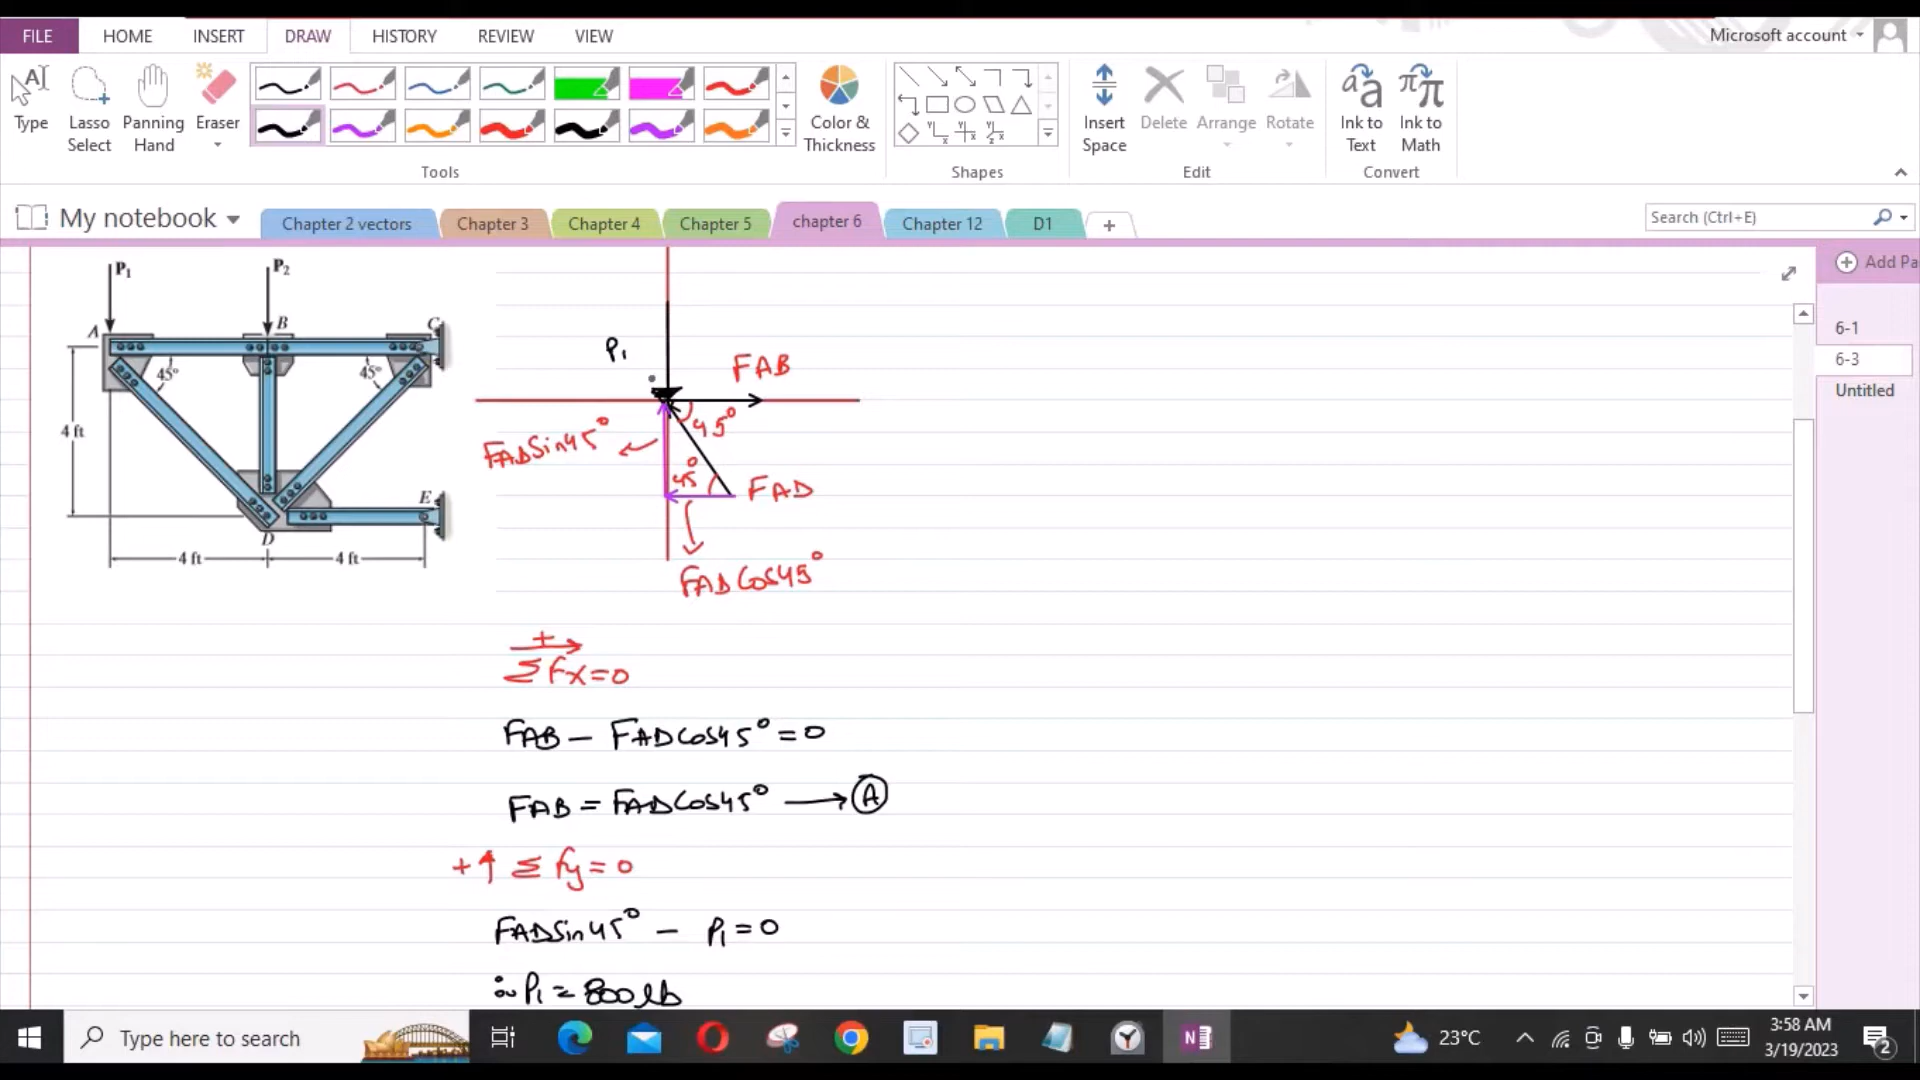 FILE HOME INSERT DRAW HISTORY REVIEW VIEW Microsoft account
Type Lasso Select Panning Hand Eraser Color & Thickness Insert Space Delete Arrange Rotate Ink to Text Ink to Math
Tools Shapes Edit Convert
My notebook Chapter 2 vectors Chapter 3 Chapter 4 Chapter 5 chapter 6 Chapter 12 D1 Search (Ctrl+E)
Add Pa
6-1
6-3
Untitled
P1 P2
A B C
45° 45°
4 ft
E
D
4 ft 4 ft
P1
FAB
45°
FADSin45°
45°
FAD
FADCos45°
+
ΣFx=0
FAB - FADCos45° = 0
FAB = FADCos45° → A
+↑ ΣFy=0
FADSin45° - P1 = 0
∴ P1 = 800 lb
Type here to search 23°C 3:58 AM
3/19/2023 2